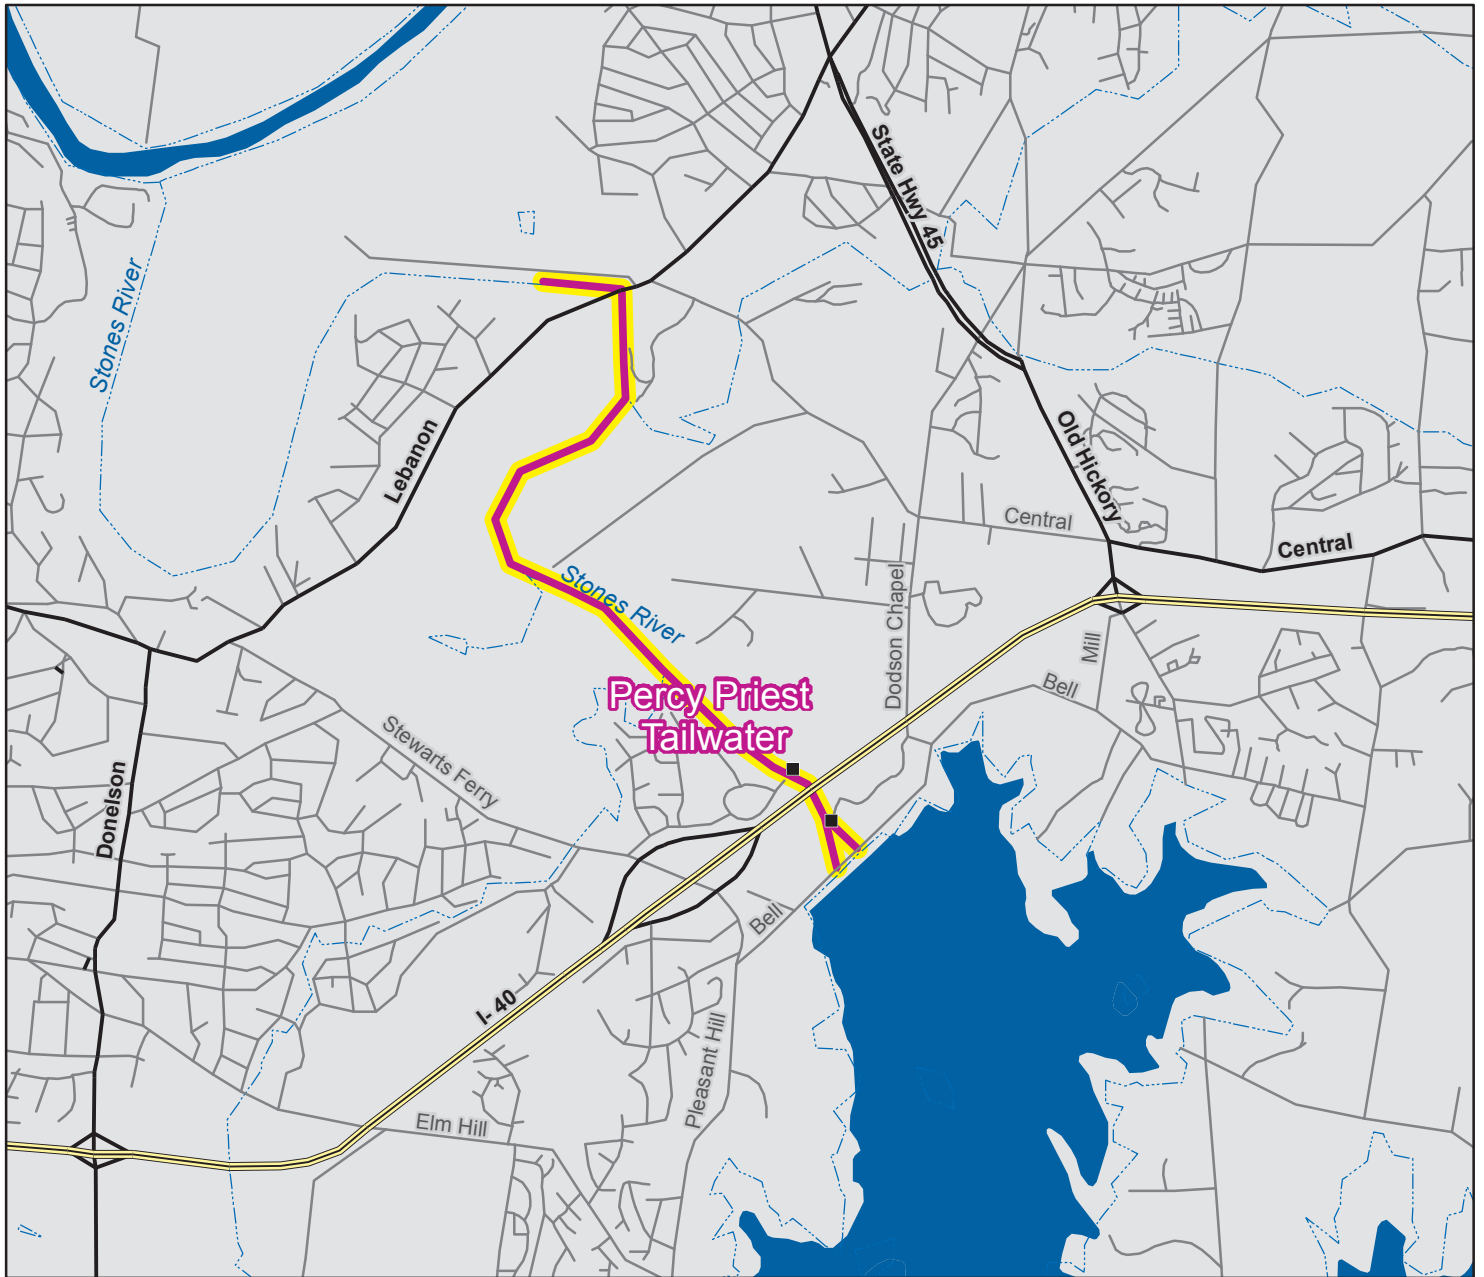 State Hwy 45
Stones River
Lebanon
Old Hickory
Central
Central
Stones River
Dodson Chapel
Mill
Bell
Percy Priest
Tailwater
Stewarts Ferry
Donelson
Bell
I- 40
Pleasant Hill
Elm Hill